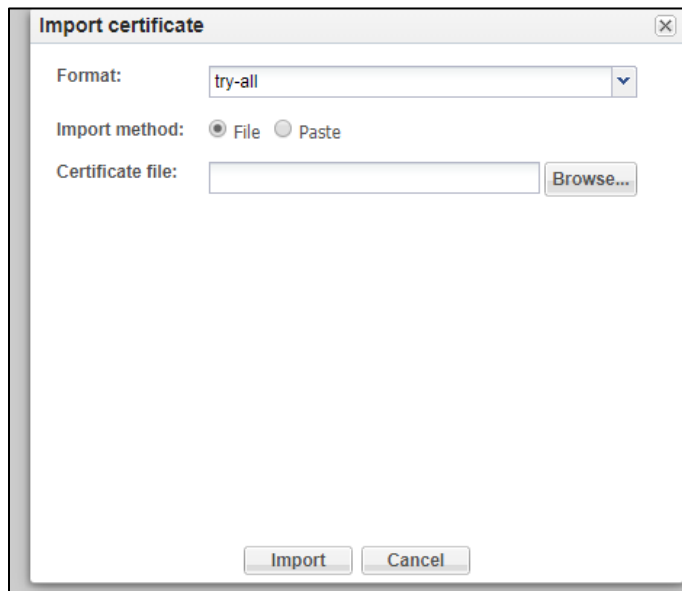 Import certificate
Format: try-all
Import method: File Paste
Certificate file: Browse...
Import Cancel